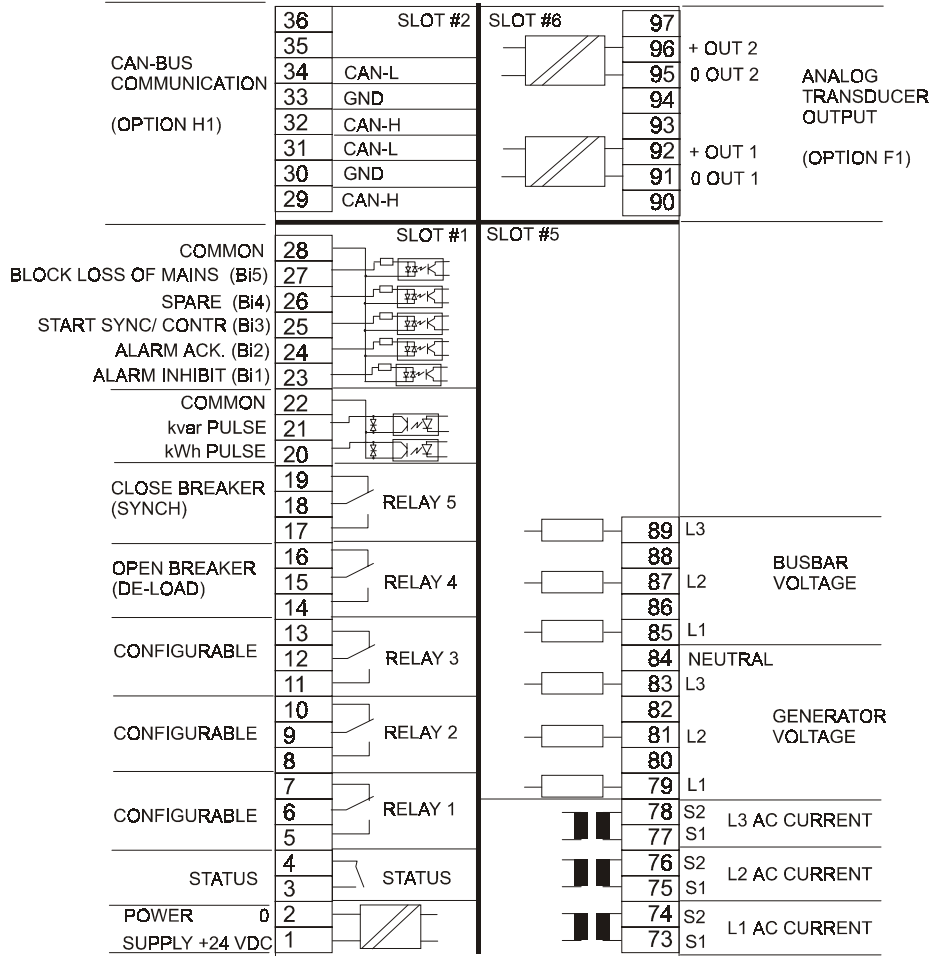 36 SLOT #2 SLOT #6 97
35 96 + OUT 2
CAN-BUS 34 CAN-L 95 0 OUT 2 ANALOG
COMMUNICATION 33 GND 94 TRANSDUCER
(OPTION H1) 32 CAN-H 93 OUTPUT
31 CAN-L 92 + OUT 1 (OPTION F1)
30 GND 91 0 OUT 1
29 CAN-H 90
SLOT #1 SLOT #5
COMMON 28
BLOCK LOSS OF MAINS (Bi5) 27
SPARE (Bi4) 26
START SYNC/ CONTR (Bi3) 25
ALARM ACK. (Bi2) 24
ALARM INHIBIT (Bi1) 23
COMMON 22
kvar PULSE 21
kWh PULSE 20
19
CLOSE BREAKER 18 RELAY 5
(SYNCH) 17 89 L3
16 88 BUSBAR
OPEN BREAKER 15 RELAY 4 87 L2 VOLTAGE
(DE-LOAD) 14 86
13 85 L1
CONFIGURABLE 12 RELAY 3 84 NEUTRAL
11 83 L3
10 82 GENERATOR
CONFIGURABLE 9 RELAY 2 81 L2 VOLTAGE
8 80
7 79 L1
CONFIGURABLE 6 RELAY 1 78 S2 L3 AC CURRENT
5 77 S1
4 76 S2 L2 AC CURRENT
STATUS 3 STATUS 75 S1
POWER 0 2 74 S2 L1 AC CURRENT
SUPPLY +24 VDC 1 73 S1